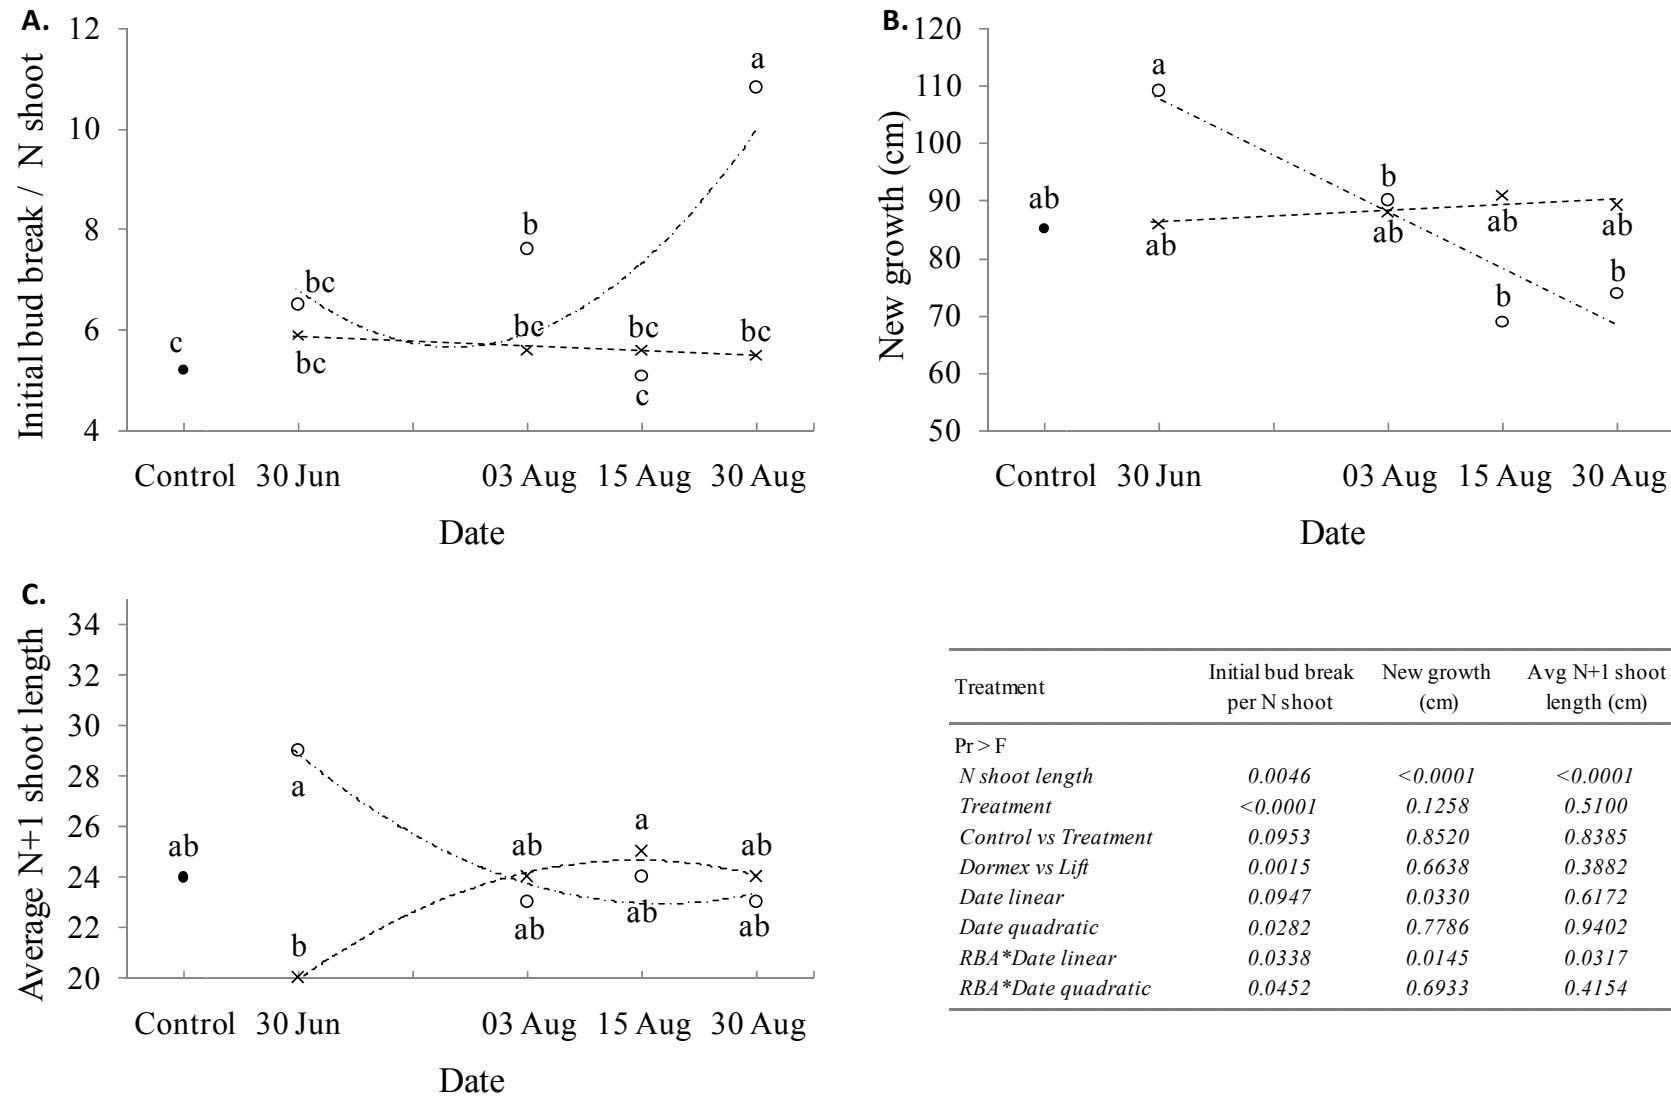 A.
Initial bud break / N shoot
12
10
8
6
4
c
bc
bc
b
bc
bc
c
a
bc
Control 30 Jun 03 Aug 15 Aug 30 Aug
Date
B.
New growth (cm)
120
110
100
90
80
70
60
50
ab
a
ab
b
ab
ab
b
ab
b
Control 30 Jun 03 Aug 15 Aug 30 Aug
Date
C.
Average N+1 shoot length
34
32
30
28
26
24
22
20
ab
a
b
ab
ab
a
ab
ab
ab
Control 30 Jun 03 Aug 15 Aug 30 Aug
Date
Treatment Initial bud break per N shoot New growth (cm) Avg N+1 shoot length (cm)
Pr > F
N shoot length 0.0046 <0.0001 <0.0001
Treatment <0.0001 0.1258 0.5100
Control vs Treatment 0.0953 0.8520 0.8385
Dormex vs Lift 0.0015 0.6638 0.3882
Date linear 0.0947 0.0330 0.6172
Date quadratic 0.0282 0.7786 0.9402
RBA*Date linear 0.0338 0.0145 0.0317
RBA*Date quadratic 0.0452 0.6933 0.4154